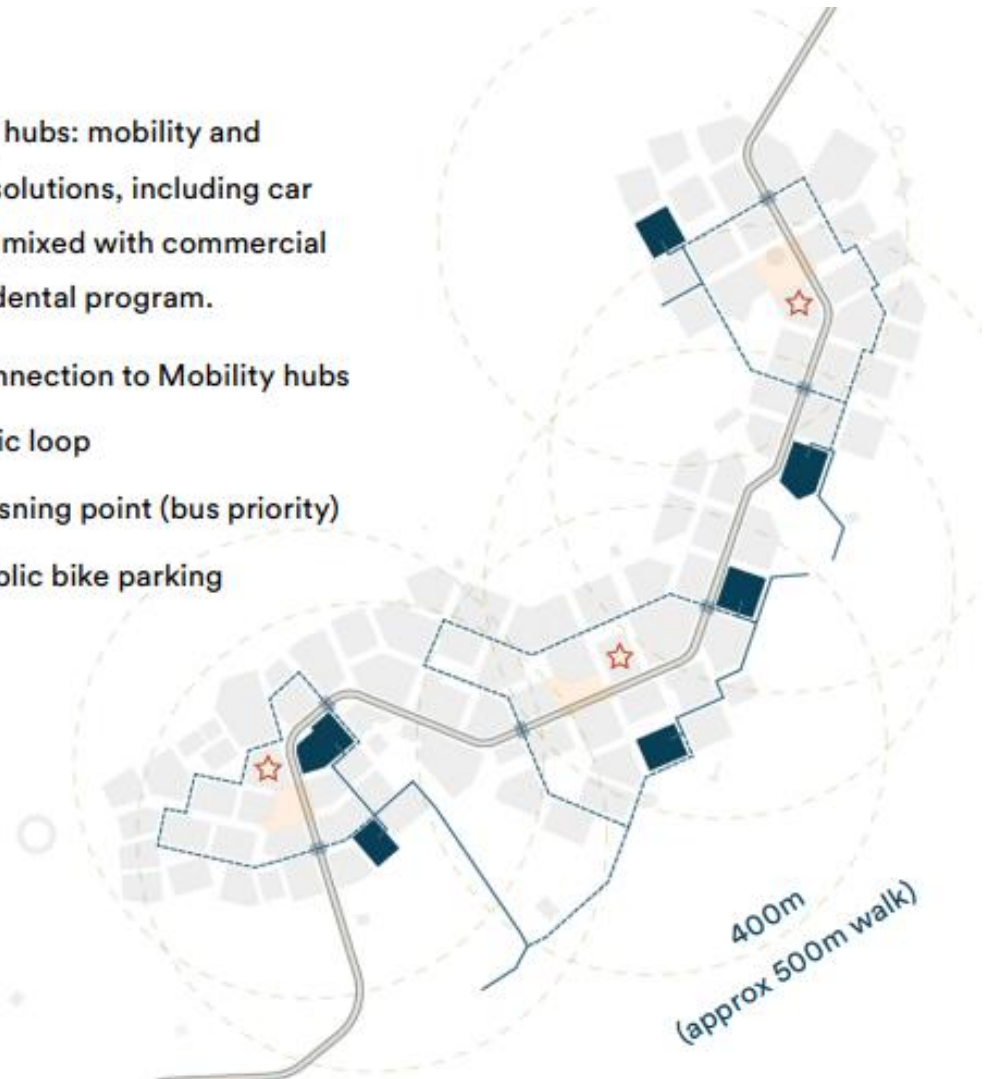 hubs: mobility and
solutions, including car
mixed with commercial
dental program.
nnection to Mobility hubs
ic loop
sning point (bus priority)
olic bike parking
400m
(approx 500m walk)